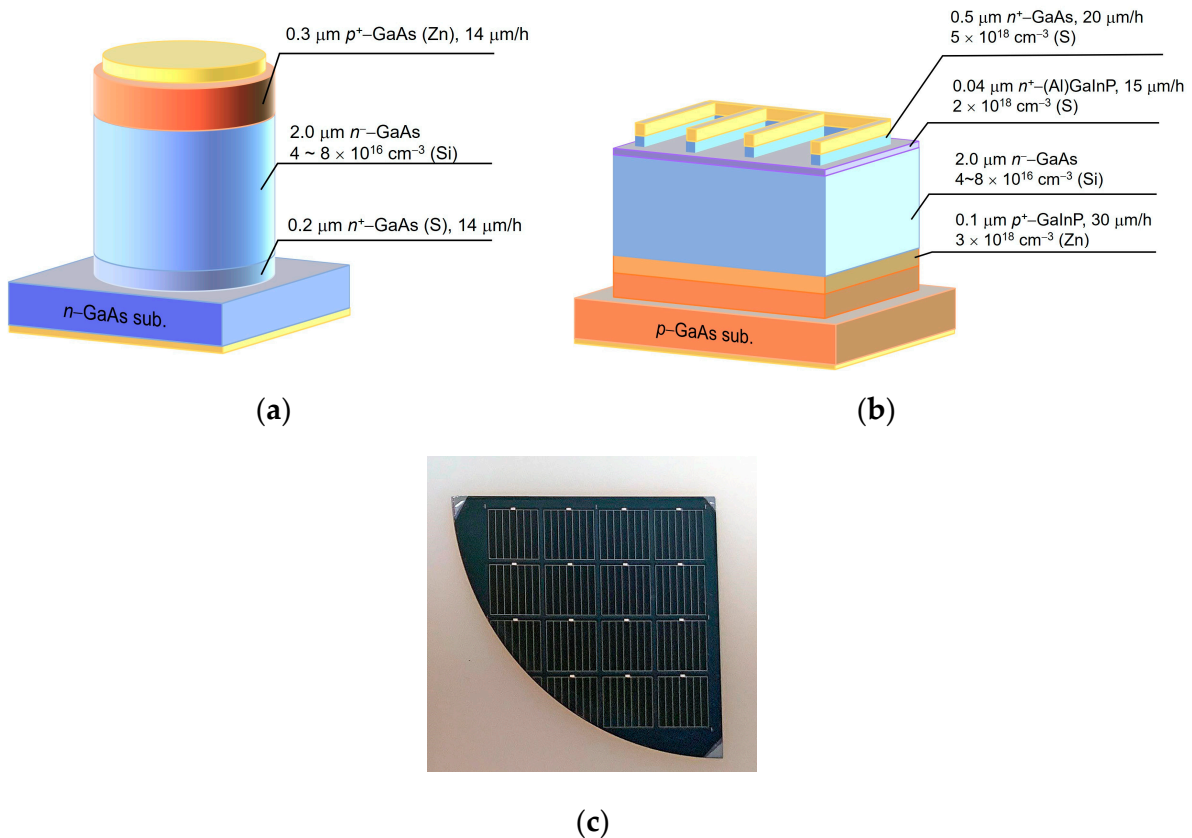 0.3 μm p⁺–GaAs (Zn), 14 μm/h
2.0 μm n⁻–GaAs
4 ~ 8 × 10¹⁶ cm⁻³ (Si)
0.2 μm n⁺–GaAs (S), 14 μm/h
n–GaAs sub.
(a)
0.5 μm n⁺–GaAs, 20 μm/h
5 × 10¹⁸ cm⁻³ (S)
0.04 μm n⁺–(Al)GaInP, 15 μm/h
2 × 10¹⁸ cm⁻³ (S)
2.0 μm n⁻–GaAs
4~8 × 10¹⁶ cm⁻³ (Si)
0.1 μm p⁺–GaInP, 30 μm/h
3 × 10¹⁸ cm⁻³ (Zn)
p–GaAs sub.
(b)
(c)